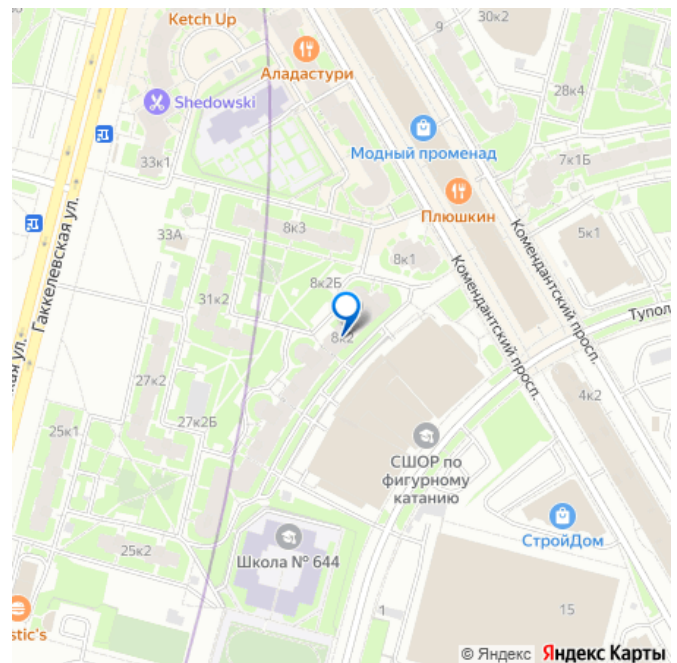 Ketch Up
9
30к2
Аладастури
28к4
Shedowski
Модный променад
33к1
7к1Б
Плюшкин
Гаккелевская ул.
33А
8к3
8к1
5к1
Комендантский просп.
Комендантский просп.
8к2Б
31к2
Тупол
8к2
ская ул.
27к2
4к2
27к2Б
25к1
СШОР по
фигурному
катанию
СтройДом
25к2
Школа № 644
stic's
1
15
© Яндекс Яндекс Карты